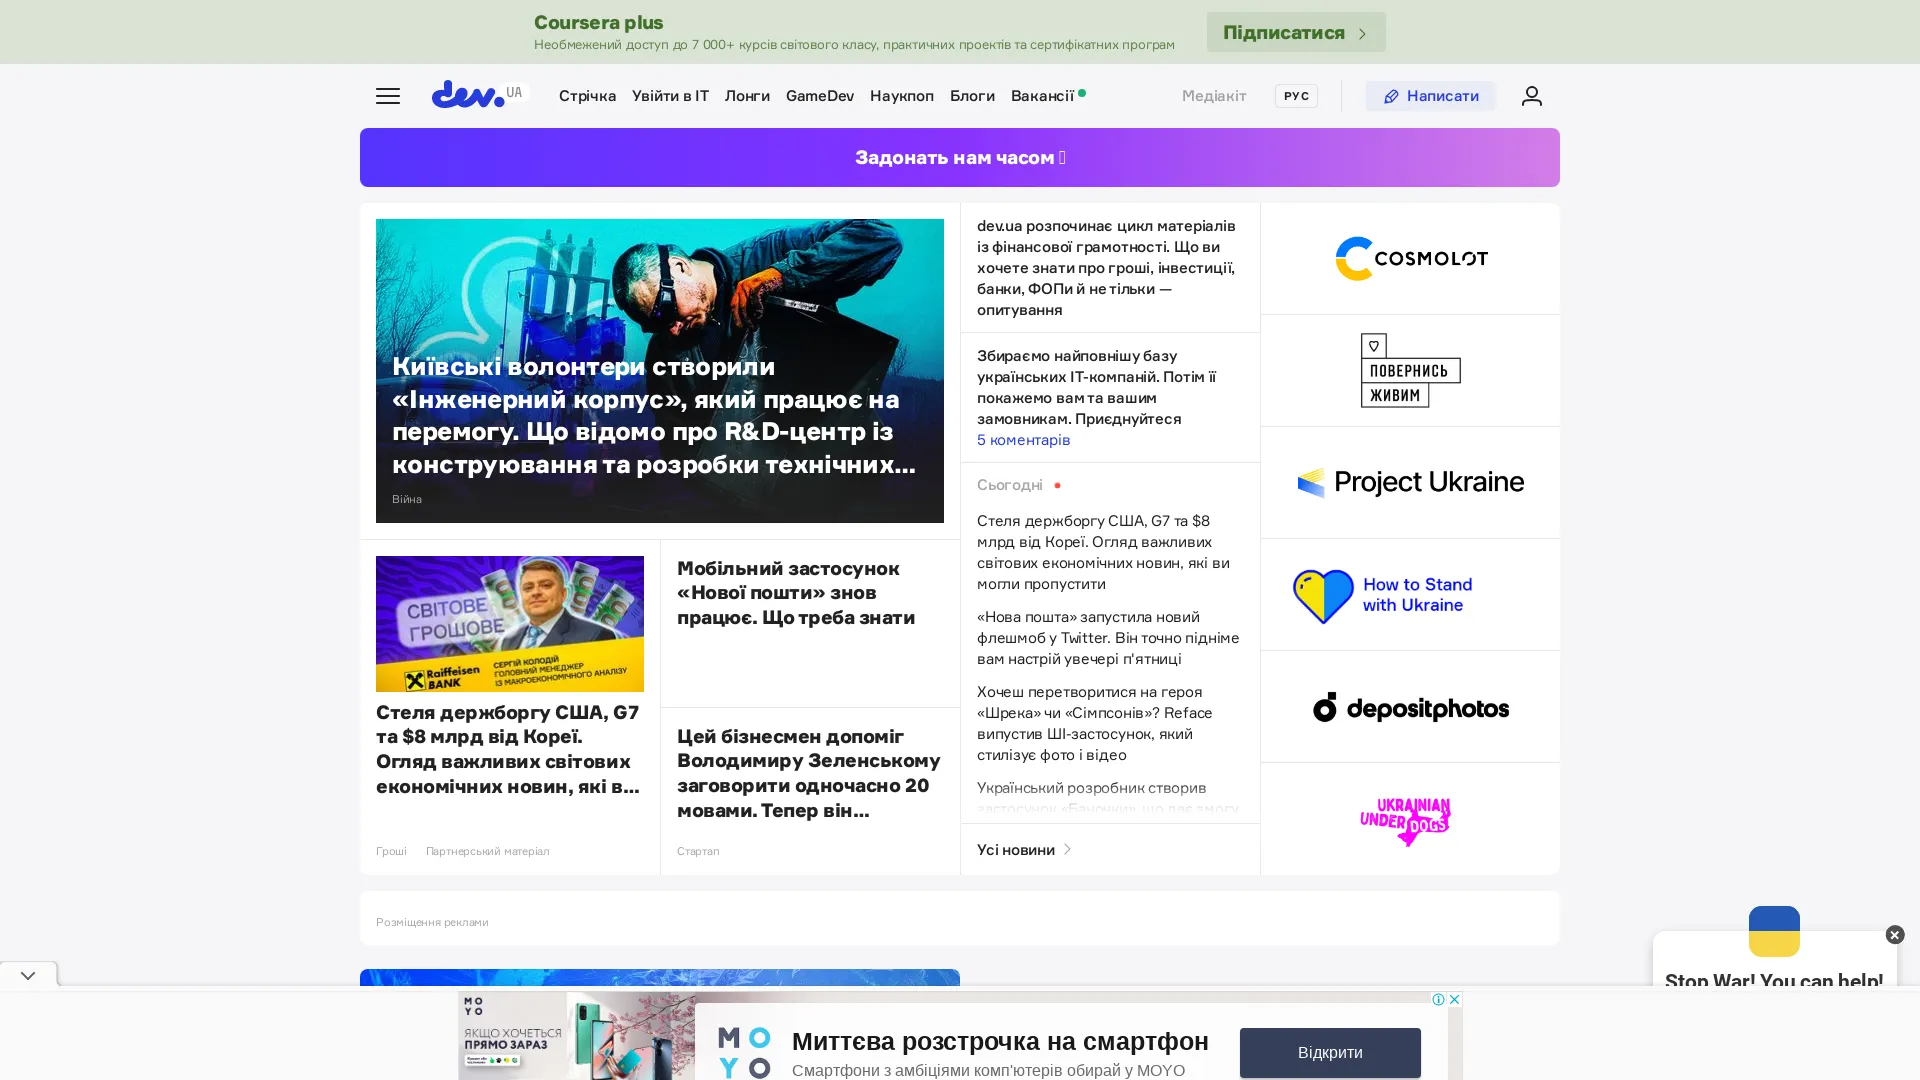 Coursera plus
Необмежений доступ до 7 000+ курсів світового класу, практичних проектів та сертифікатних програм
Підписатися
dev.
UA
Стрічка
Увійти в IT
Лонги
GameDev
Наукпоп
Блоги
Вакансії
Медіакіт
РУС
Написати
Задонать нам часом
Київські волонтери створили
«Інженерний корпус», який працює на
перемогу. Що відомо про R&D-центр із
конструювання та розробки технічних...
Війна
СВІТОВЕ
ГРОШОВЕ
Raiffeisen
BANK
СЕРГІЙ КОЛОДІЙ
ГОЛОВНИЙ МЕНЕДЖЕР
ІЗ МАКРОЕКОНОМІЧНОГО АНАЛІЗУ
Стеля держборгу США, G7
та $8 млрд від Кореї.
Огляд важливих світових
економічних новин, які в...
Гроші
Партнерський матеріал
Мобільний застосунок
«Нової пошти» знов
працює. Що треба знати
Цей бізнесмен допоміг
Володимиру Зеленському
заговорити одночасно 20
мовами. Тепер він...
Стартап
dev.ua розпочинає цикл матеріалів
із фінансової грамотності. Що ви
хочете знати про гроші, інвестиції,
банки, ФОПи й не тільки —
опитування
Збираємо найповнішу базу
українських ІТ-компаній. Потім її
покажемо вам та вашим
замовникам. Приєднуйтеся
5 коментарів
Сьогодні
Стеля держборгу США, G7 та $8
млрд від Кореї. Огляд важливих
світових економічних новин, які ви
могли пропустити
«Нова пошта» запустила новий
флешмоб у Twitter. Він точно підніме
вам настрій увечері п'ятниці
Хочеш перетворитися на героя
«Шрека» чи «Сімпсонів»? Reface
випустив ШІ-застосунок, який
стилізує фото і відео
Український розробник створив
застосунок «Баночки», що дає змогу
Усі новини
COSMOLOT
ПОВЕРНИСЬ
ЖИВИМ
Project Ukraine
How to Stand
with Ukraine
depositphotos
UKRAINIAN
UNDERDOGS
Розміщення реклами
Stop War! You can help!
MOYO
ЯКЩО ХОЧЕТЬСЯ
ПРЯМО ЗАРАЗ
MOYO
Миттєва розстрочка на смартфон
Смартфони з амбіціями комп'ютерів обирай у MOYO
Відкрити